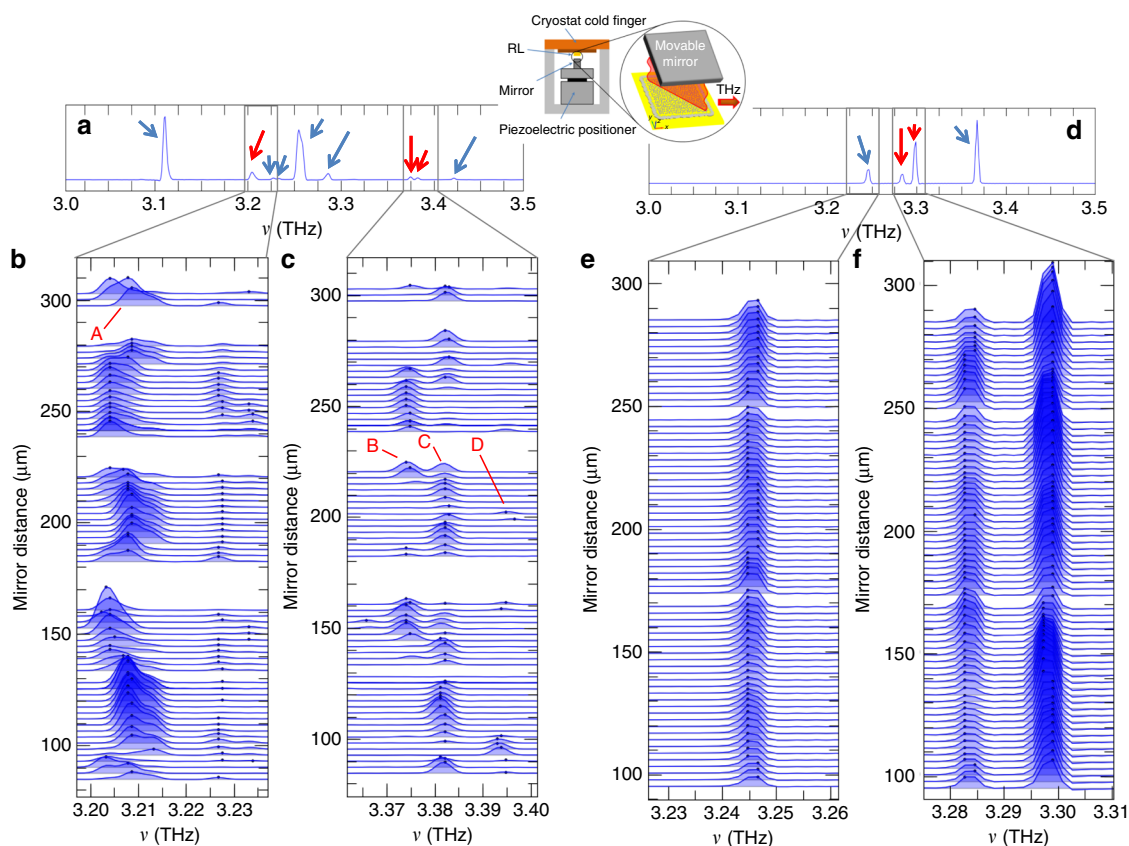 Cryostat cold finger
RL
Mirror
Piezoelectric positioner
Movable
mirror
THz
y z x
a
3.0 3.1 3.2 3.3 3.4 3.5
ν (THz)
d
3.0 3.1 3.2 3.3 3.4 3.5
ν (THz)
b
Mirror distance (μm)
300
250
200
150
100
A
3.20 3.21 3.22 3.23
ν (THz)
c
Mirror distance (μm)
300
250
200
150
100
B C D
3.37 3.38 3.39 3.40
ν (THz)
e
Mirror distance (μm)
300
250
200
150
100
3.23 3.24 3.25 3.26
ν (THz)
f
Mirror distance (μm)
300
250
200
150
100
3.28 3.29 3.30 3.31
ν (THz)